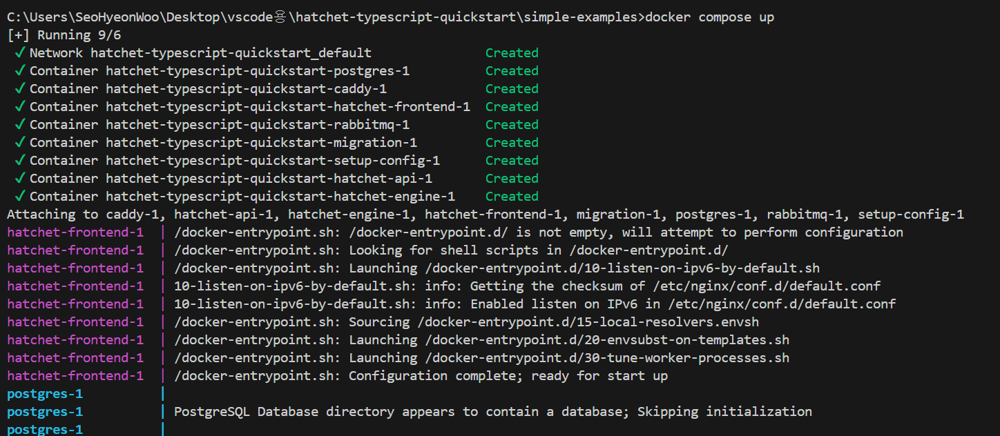 C:\Users\SeoHyeonWoo\Desktop\vscode용\hatchet-typescript-quickstart\simple-examples>docker compose up
[+] Running 9/6
✓ Network hatchet-typescript-quickstart_default Created
✓ Container hatchet-typescript-quickstart-postgres-1 Created
✓ Container hatchet-typescript-quickstart-caddy-1 Created
✓ Container hatchet-typescript-quickstart-hatchet-frontend-1 Created
✓ Container hatchet-typescript-quickstart-rabbitmq-1 Created
✓ Container hatchet-typescript-quickstart-migration-1 Created
✓ Container hatchet-typescript-quickstart-setup-config-1 Created
✓ Container hatchet-typescript-quickstart-hatchet-api-1 Created
✓ Container hatchet-typescript-quickstart-hatchet-engine-1 Created
Attaching to caddy-1, hatchet-api-1, hatchet-engine-1, hatchet-frontend-1, migration-1, postgres-1, rabbitmq-1, setup-config-1
hatchet-frontend-1 | /docker-entrypoint.sh: /docker-entrypoint.d/ is not empty, will attempt to perform configuration
hatchet-frontend-1 | /docker-entrypoint.sh: Looking for shell scripts in /docker-entrypoint.d/
hatchet-frontend-1 | /docker-entrypoint.sh: Launching /docker-entrypoint.d/10-listen-on-ipv6-by-default.sh
hatchet-frontend-1 | 10-listen-on-ipv6-by-default.sh: info: Getting the checksum of /etc/nginx/conf.d/default.conf
hatchet-frontend-1 | 10-listen-on-ipv6-by-default.sh: info: Enabled listen on IPv6 in /etc/nginx/conf.d/default.conf
hatchet-frontend-1 | /docker-entrypoint.sh: Sourcing /docker-entrypoint.d/15-local-resolvers.envsh
hatchet-frontend-1 | /docker-entrypoint.sh: Launching /docker-entrypoint.d/20-envsubst-on-templates.sh
hatchet-frontend-1 | /docker-entrypoint.sh: Launching /docker-entrypoint.d/30-tune-worker-processes.sh
hatchet-frontend-1 | /docker-entrypoint.sh: Configuration complete; ready for start up
postgres-1 |
postgres-1 | PostgreSQL Database directory appears to contain a database; Skipping initialization
postgres-1 |